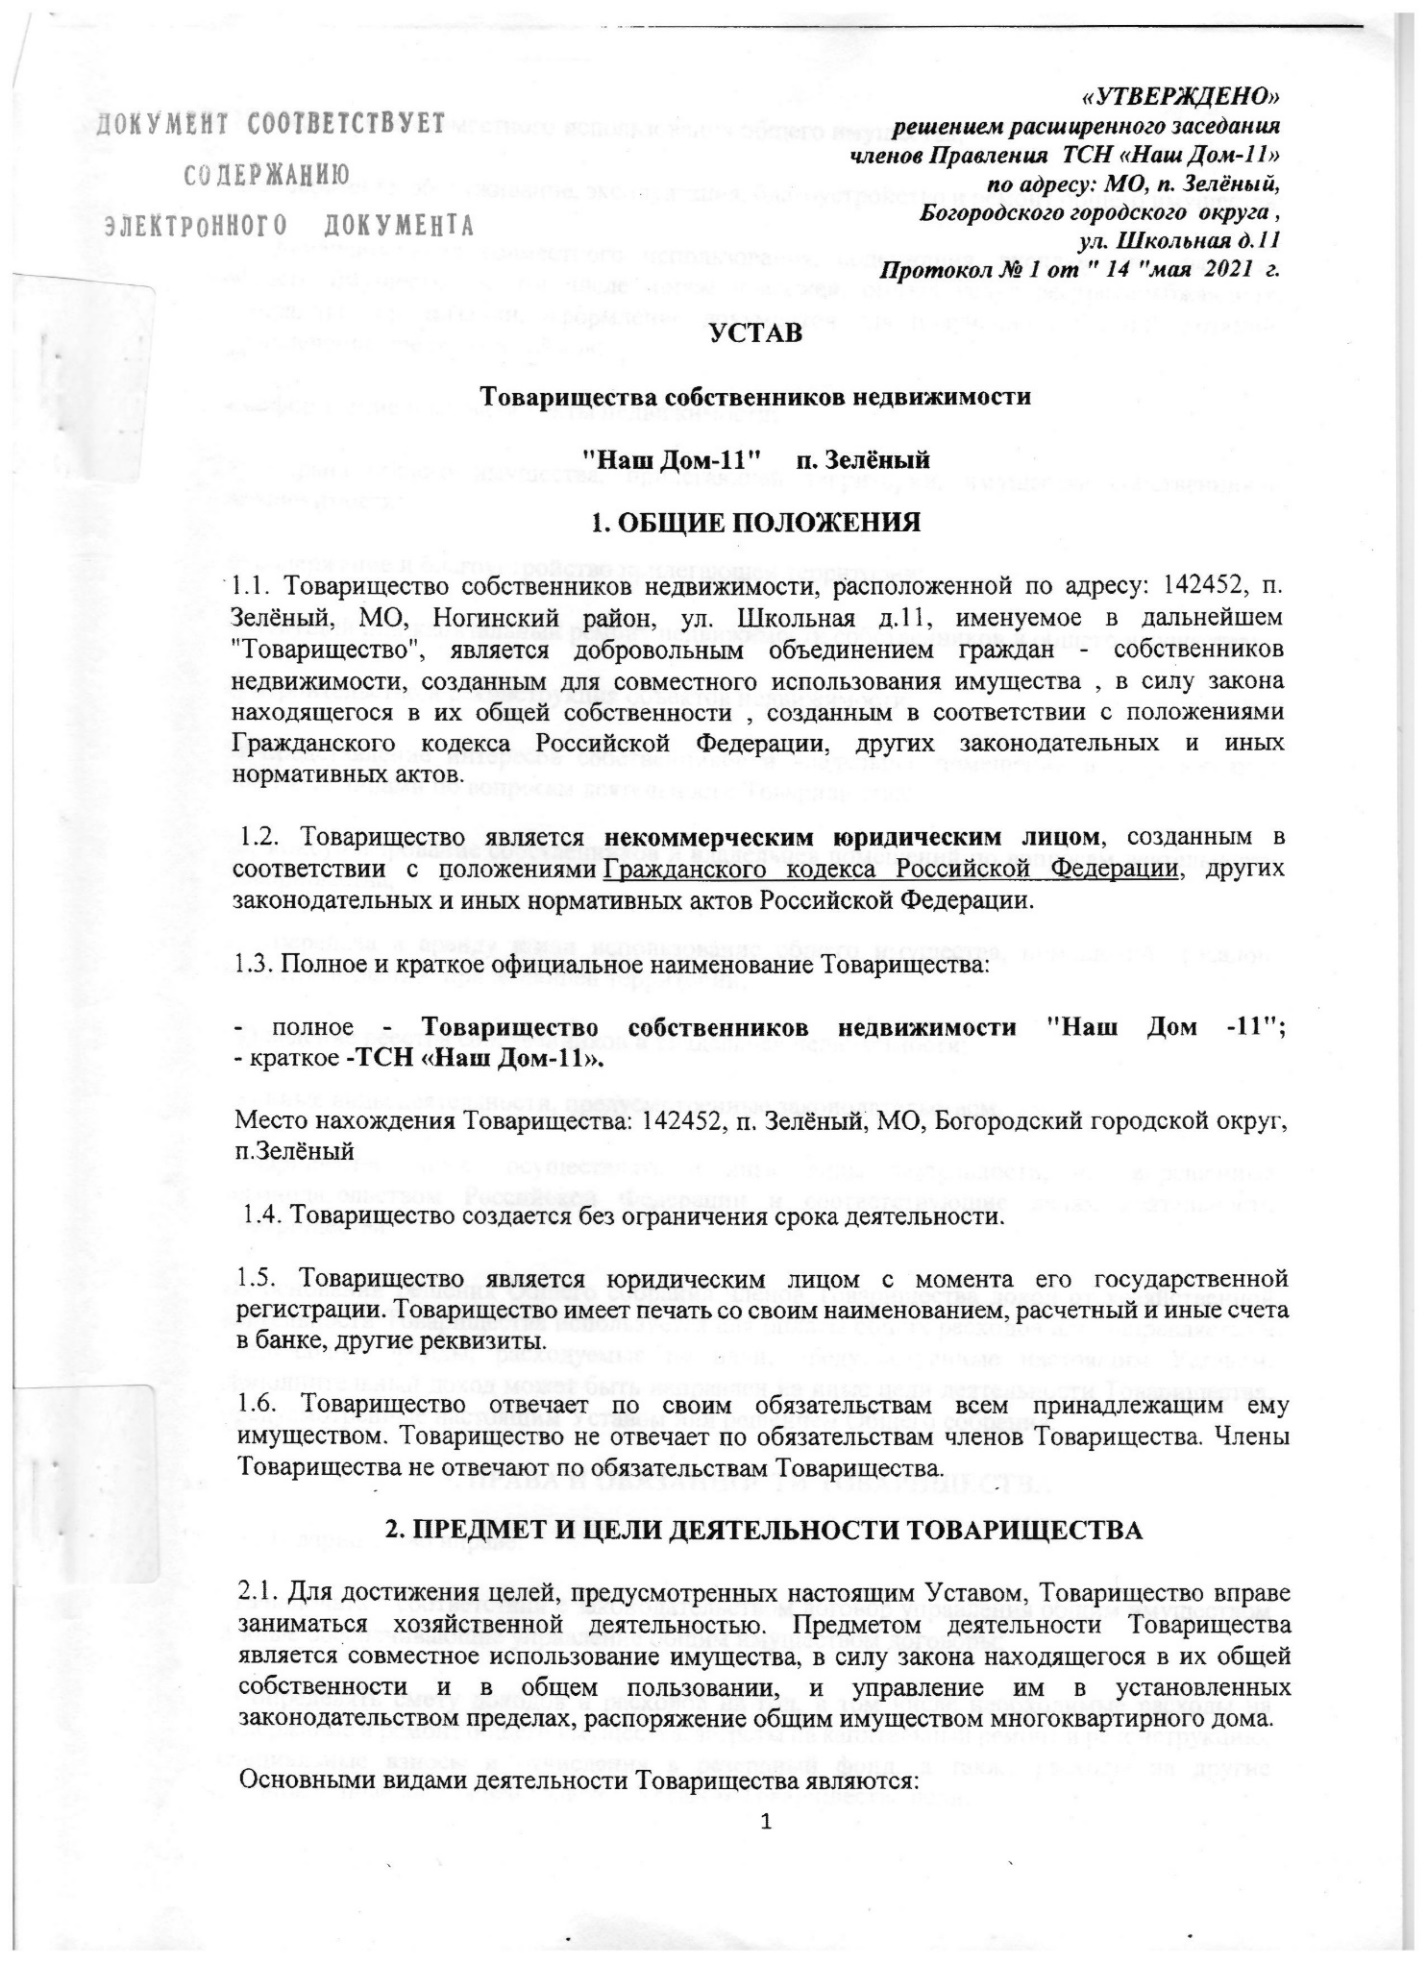 ДОКУМЕНТ СООТВЕТСТВУЕТ
СОДЕРЖАНИЮ
ЭЛЕКТРОННОГО ДОКУМЕНТА
«УТВЕРЖДЕНО»
решением расширенного заседания
членов Правления ТСН «Наш Дом-11»
по адресу: МО, п. Зелёный,
Богородского городского округа ,
ул. Школьная д.11
Протокол № 1 от " 14 "мая 2021 г.
УСТАВ
Товарищества собственников недвижимости
"Наш Дом-11" п. Зелёный
1. ОБЩИЕ ПОЛОЖЕНИЯ
1.1. Товарищество собственников недвижимости, расположенной по адресу: 142452, п.
Зелёный, МО, Ногинский район, ул. Школьная д.11, именуемое в дальнейшем
"Товарищество", является добровольным объединением граждан - собственников
недвижимости, созданным для совместного использования имущества , в силу закона
находящегося в их общей собственности , созданным в соответствии с положениями
Гражданского кодекса Российской Федерации, других законодательных и иных
нормативных актов.
1.2. Товарищество является некоммерческим юридическим лицом, созданным в
соответствии с положениями Гражданского кодекса Российской Федерации, других
законодательных и иных нормативных актов Российской Федерации.
1.3. Полное и краткое официальное наименование Товарищества:
- полное - Товарищество собственников недвижимости "Наш Дом -11";
- краткое -ТСН «Наш Дом-11».
Место нахождения Товарищества: 142452, п. Зелёный, МО, Богородский городской округ,
п.Зелёный
1.4. Товарищество создается без ограничения срока деятельности.
1.5. Товарищество является юридическим лицом с момента его государственной
регистрации. Товарищество имеет печать со своим наименованием, расчетный и иные счета
в банке, другие реквизиты.
1.6. Товарищество отвечает по своим обязательствам всем принадлежащим ему
имуществом. Товарищество не отвечает по обязательствам членов Товарищества. Члены
Товарищества не отвечают по обязательствам Товарищества.
2. ПРЕДМЕТ И ЦЕЛИ ДЕЯТЕЛЬНОСТИ ТОВАРИЩЕСТВА
2.1. Для достижения целей, предусмотренных настоящим Уставом, Товарищество вправе
заниматься хозяйственной деятельностью. Предметом деятельности Товарищества
является совместное использование имущества, в силу закона находящегося в их общей
собственности и в общем пользовании, и управление им в установленных
законодательством пределах, распоряжение общим имуществом многоквартирного дома.
Основными видами деятельности Товарищества являются:
1